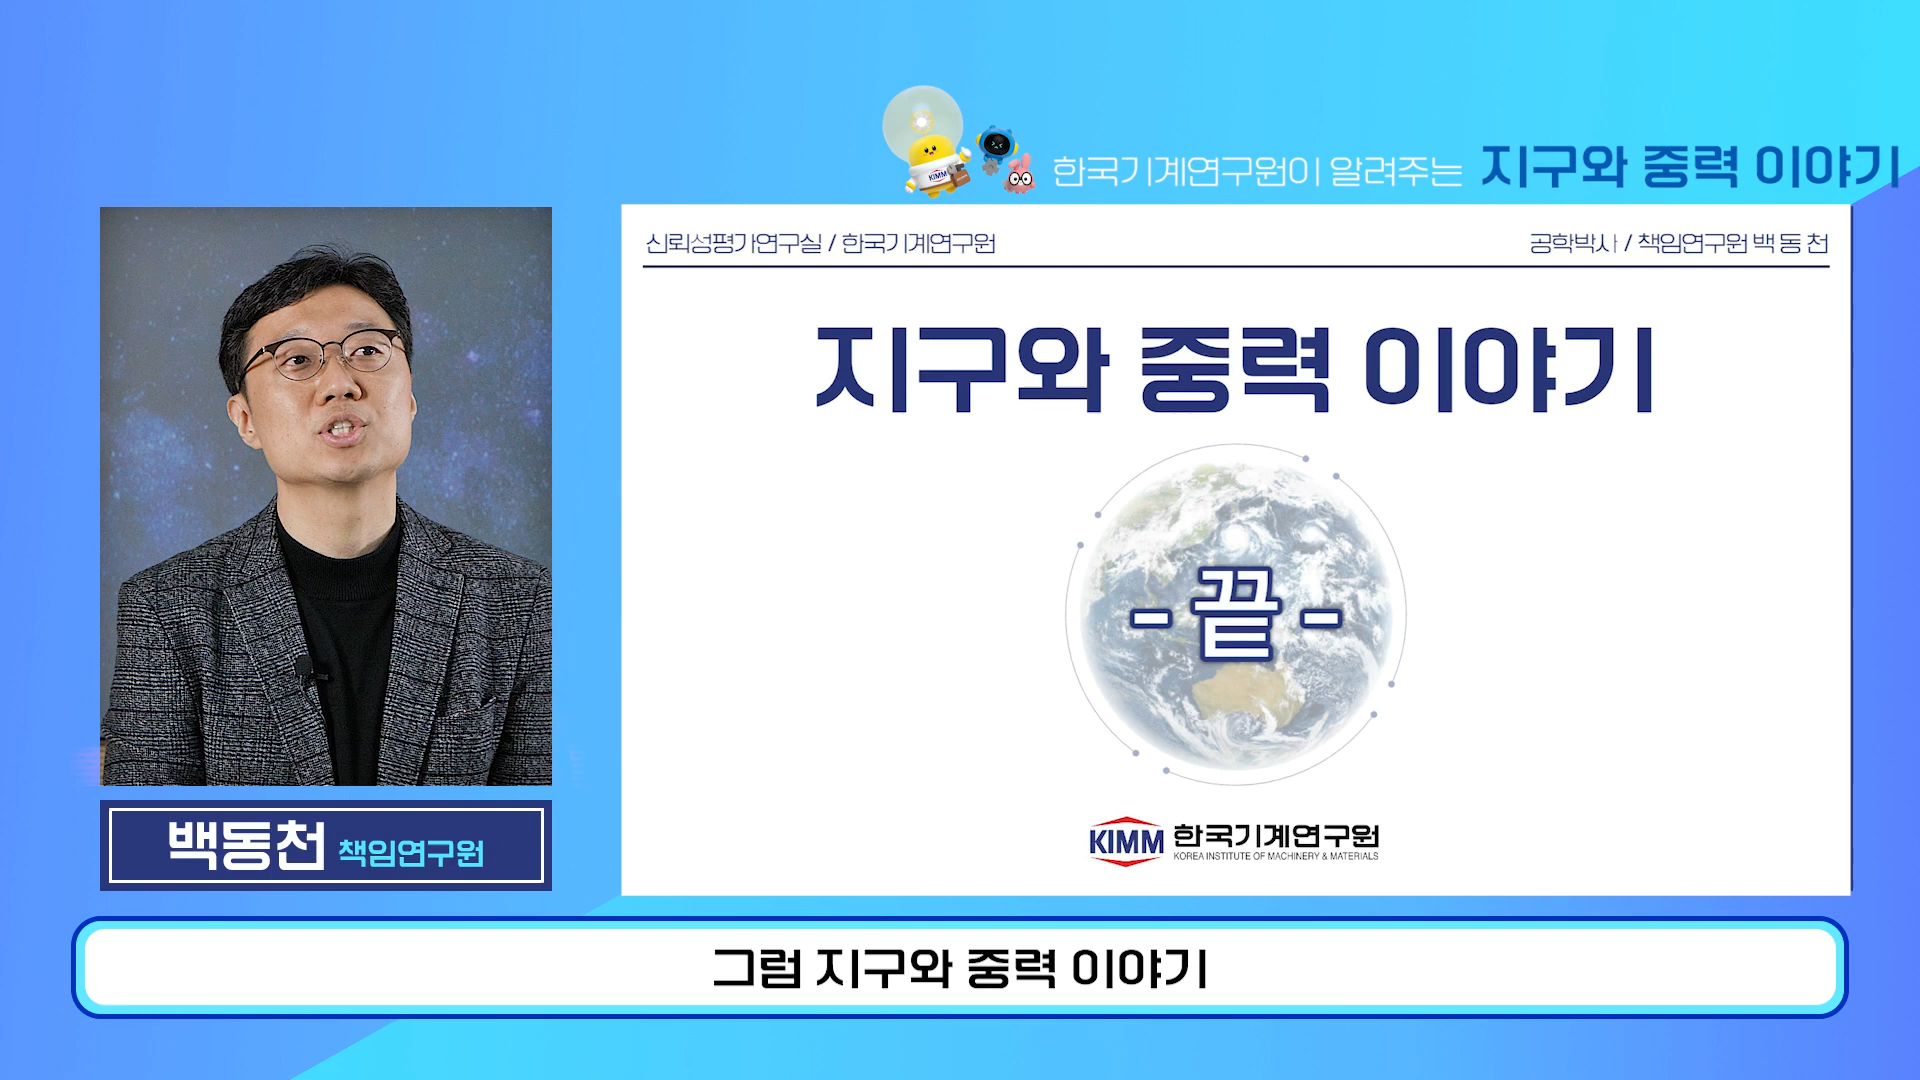 한국기계연구원이 알려주는 지구와 중력 이야기
KIMM
신뢰성평가연구실 / 한국기계연구원
공학박사 / 책임연구원 백 동 천
지구와 중력 이야기
- 끝 -
KIMM 한국기계연구원
KOREA INSTITUTE OF MACHINERY & MATERIALS
백동천 책임연구원
그럼 지구와 중력 이야기